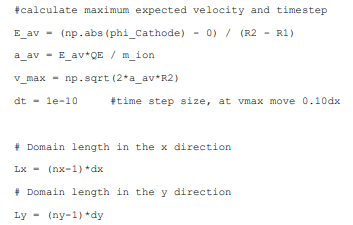 #calculate maximum expected velocity and timestep
E_av = (np.abs(phi_Cathode) - 0) / (R2 - R1)
a_av = E_av*QE / m_ion
v_max = np.sqrt(2*a_av*R2)
dt = 1e-10 #time step size, at vmax move 0.10dx
# Domain length in the x direction
Lx = (nx-1)*dx
# Domain length in the y direction
Ly = (ny-1)*dy